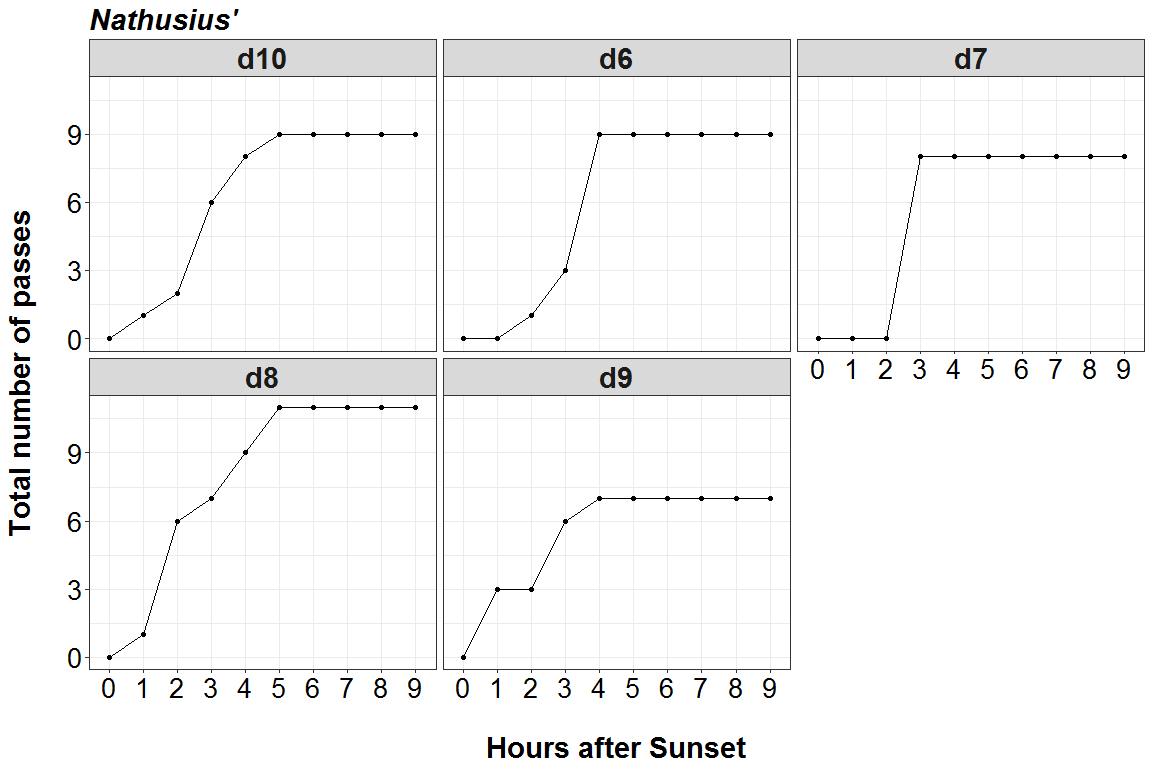 Nathusius'
d10 d6 d7
9
6
3
0
0 1 2 3 4 5 6 7 8 9
d8 d9
9
6
3
0
0 1 2 3 4 5 6 7 8 9 0 1 2 3 4 5 6 7 8 9
Total number of passes
Hours after Sunset